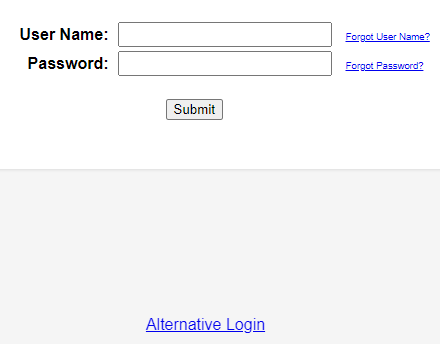 User Name: Forgot User Name?
Password: Forgot Password?
Submit
Alternative Login